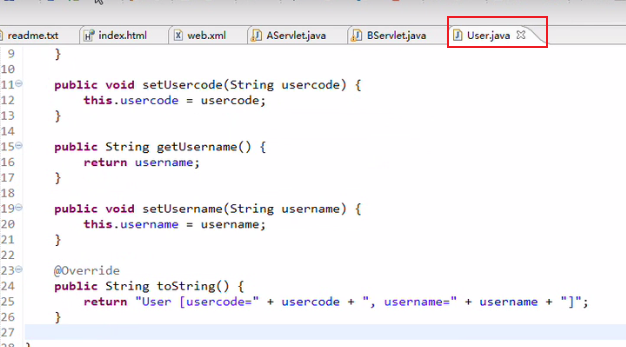 readme.txt index.html web.xml AServlet.java BServlet.java User.java
9 }
10
11 public void setUsercode(String usercode) {
12 this.usercode = usercode;
13 }
14
15 public String getUsername() {
16 return username;
17 }
18
19 public void setUsername(String username) {
20 this.username = username;
21 }
22
23 @Override
24 public String toString() {
25 return "User [usercode=" + usercode + ", username=" + username + "]";
26 }
27
28 }